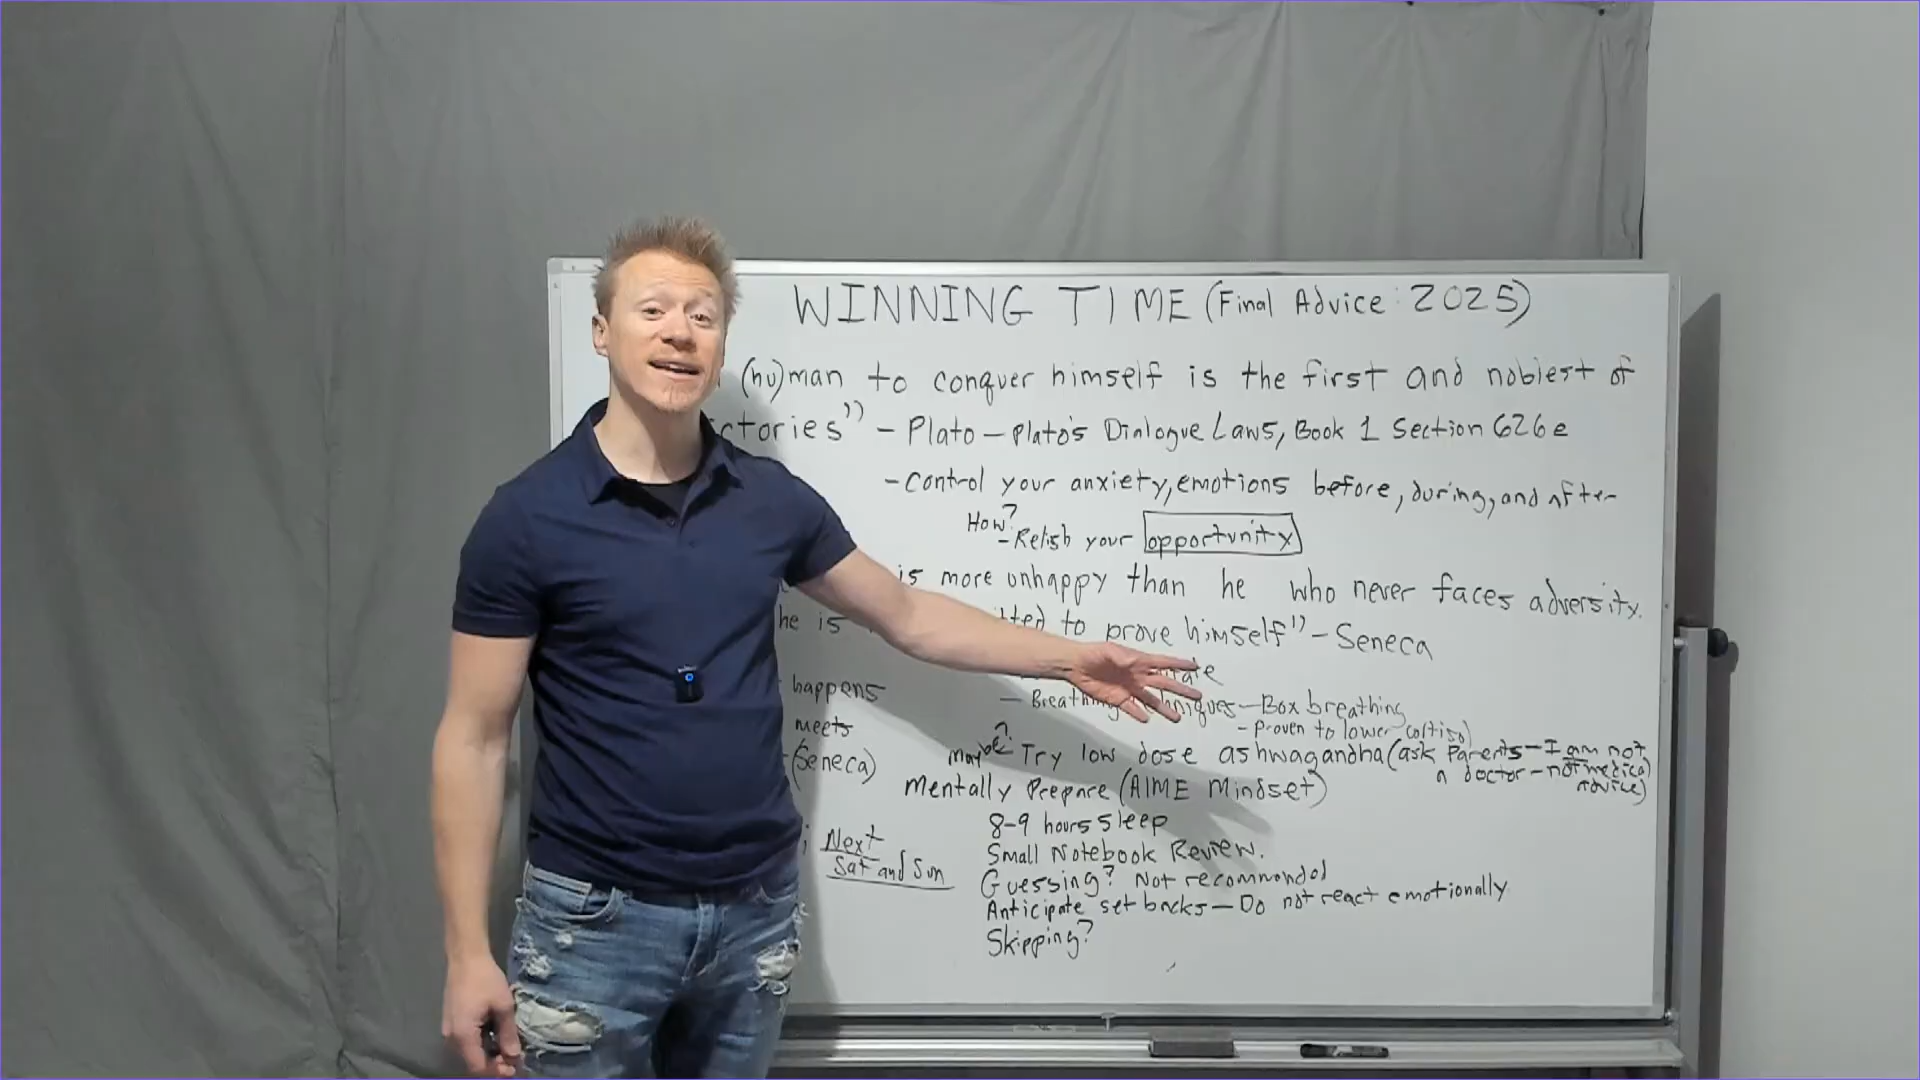 WINNING TIME (Final Advice: 2025)
(hu)man to conquer himself is the first and noblest of
ctories" - Plato - Plato's Dialogue Laws, Book 1 Section 626e
- Control your anxiety, emotions before, during, and after
How?
- Relish your opportunity
is more unhappy than he who never faces adversity.
he is tted to prove himself" - Seneca
happens
- Breathing Techniques - Box breathing
meets
- Proven to lower cortisol
(Seneca)
maybe? Try low dose ashwagandha (ask Parents - I am not
a doctor - not medical
advice)
Mentally Prepare (AIME Mindset)
8-9 hours sleep
Next
Sat and Sun
Small Notebook Review.
Guessing? Not recommended
Anticipate setbacks - Do not react emotionally
Skipping?